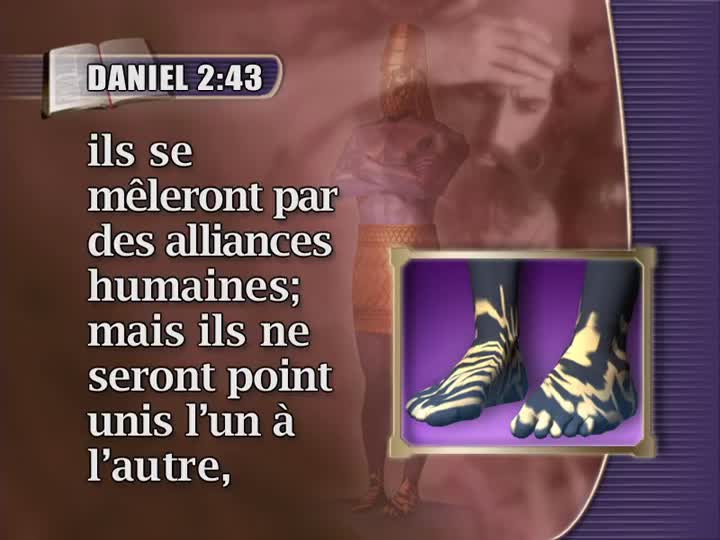 DANIEL 2:43
ils se
mêleront par
des alliances
humaines;
mais ils ne
seront point
unis l’un à
l’autre,